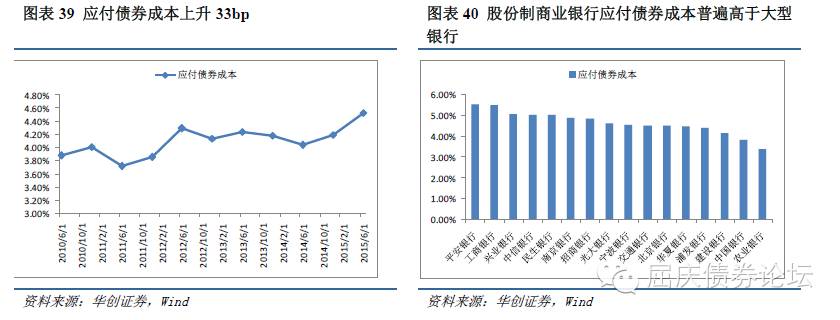 图表 39 应付债券成本上升 33bp
应付债券成本
4.80%
4.60%
4.40%
4.20%
4.00%
3.80%
3.60%
3.40%
3.20%
3.00%
2010/6/1
2010/10/1
2011/2/1
2011/6/1
2011/10/1
2012/2/1
2012/6/1
2012/10/1
2013/2/1
2013/6/1
2013/10/1
2014/2/1
2014/6/1
2014/10/1
2015/2/1
2015/6/1
资料来源：华创证券，Wind
图表 40 股份制商业银行应付债券成本普遍高于大型
银行
应付债券成本
6.00%
5.00%
4.00%
3.00%
2.00%
1.00%
0.00%
平安银行
工商银行
兴业银行
中信银行
民生银行
南京银行
招商银行
光大银行
宁波银行
交通银行
北京银行
华夏银行
浦发银行
建设银行
中国银行
农业银行
资料来源：华创证券，Wind
屈庆债券论坛